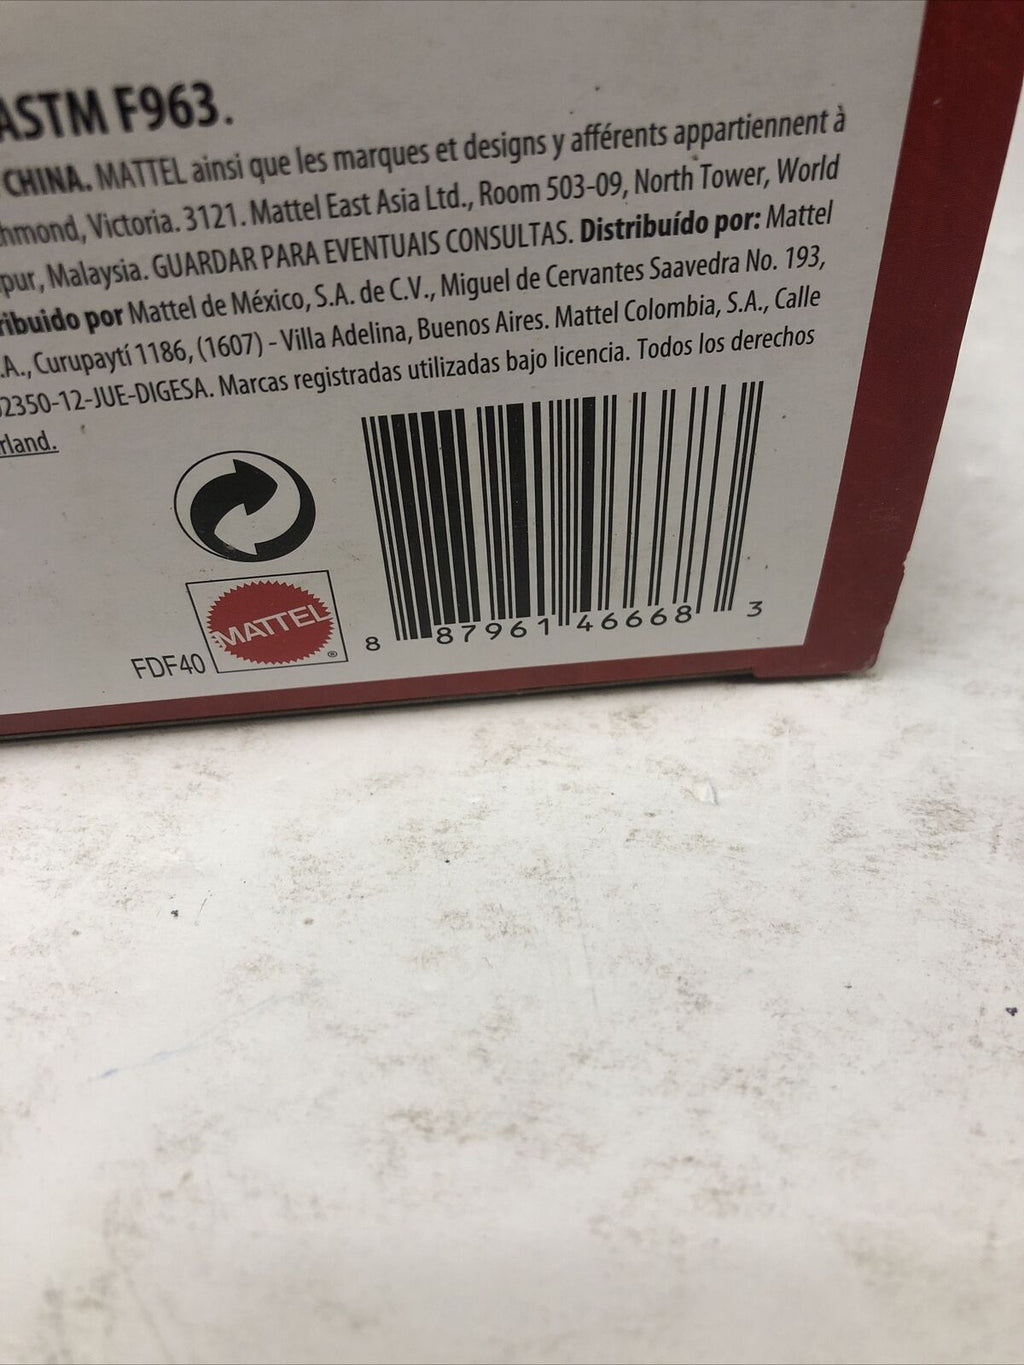 ASTM F963.
CHINA. MATTEL ainsi que les marques et designs y afférents appartiennent à
hmond, Victoria. 3121. Mattel East Asia Ltd., Room 503-09, North Tower, World
pur, Malaysia. GUARDAR PARA EVENTUAIS CONSULTAS. Distribuído por: Mattel
ribuido por Mattel de México, S.A. de C.V., Miguel de Cervantes Saavedra No. 193,
.A., Curupaytí 1186, (1607) - Villa Adelina, Buenos Aires. Mattel Colombia, S.A., Calle
02350-12-JUE-DIGESA. Marcas registradas utilizadas bajo licencia. Todos los derechos
rland.
MATTEL®
FDF40
8 87961 46668 3